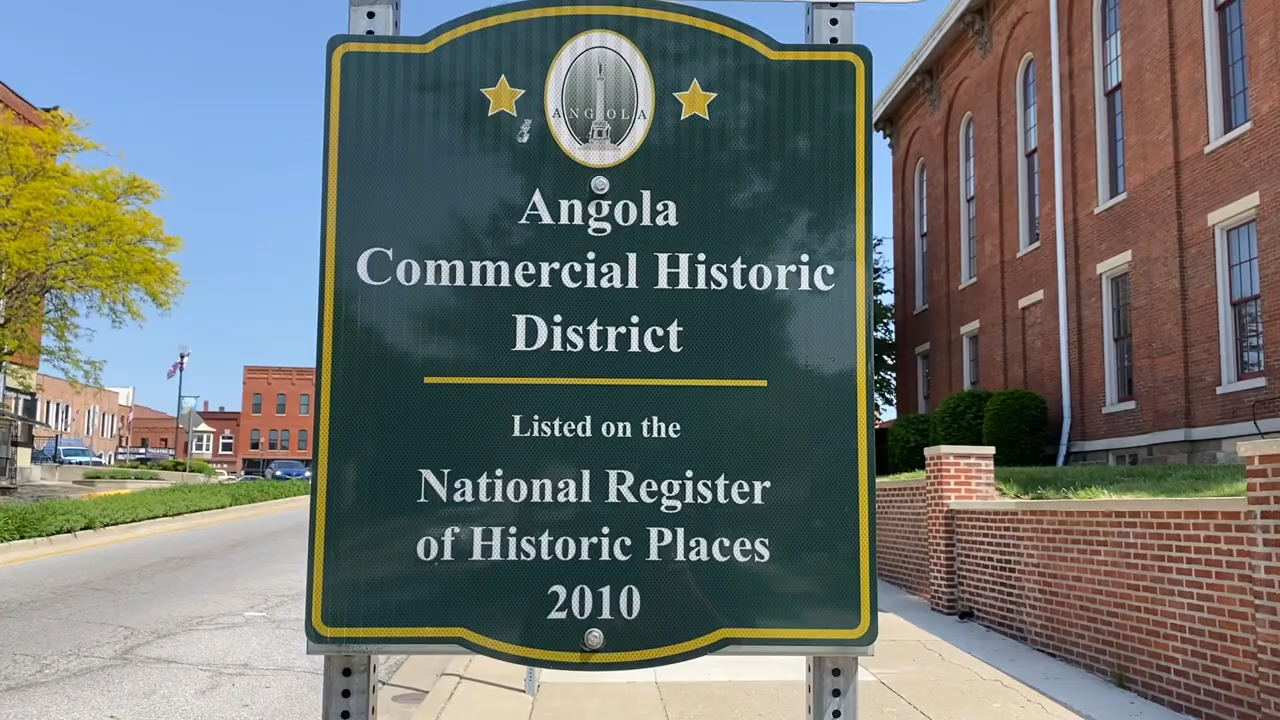 ANGOLA
Angola
Commercial Historic
District
Listed on the
National Register
of Historic Places
2010